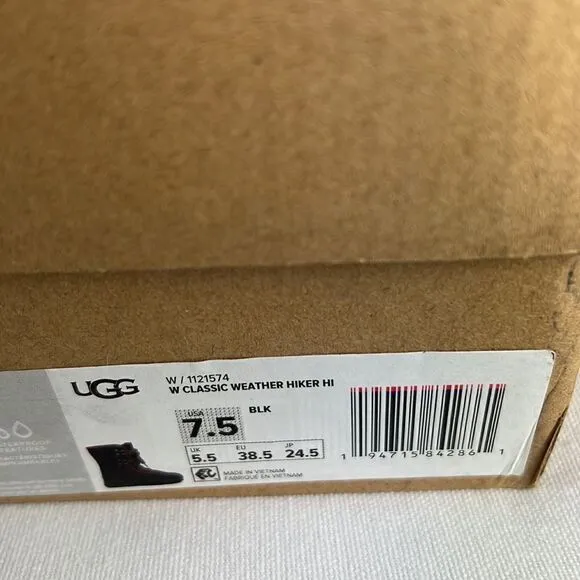 UGG
W / 1121574
W CLASSIC WEATHER HIKER HI
USA
7.5
BLK
UK EU JP
5.5 38.5 24.5
MADE IN VIETNAM
FABRIQUÉ EN VIETNAM
1 94715 84286 1